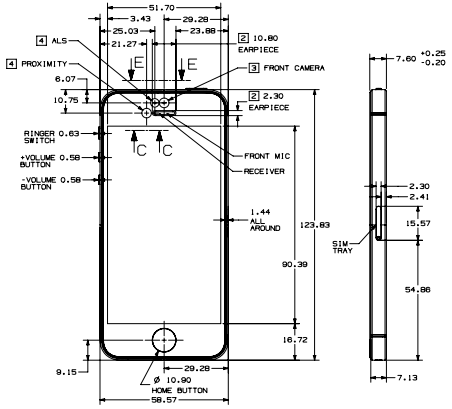 51.70
3.43
29.28
25.03
23.88
4 ALS
21.27
2 10.80
EARPIECE
4 PROXIMITY
E
E
3 FRONT CAMERA
6.07
10.75
2 2.30
EARPIECE
7.60 +0.25
-0.20
RINGER 0.63
SWITCH
C
C
FRONT MIC
+VOLUME 0.58
BUTTON
RECEIVER
-VOLUME 0.58
BUTTON
2.30
2.41
1.44
ALL
AROUND
123.83
15.57
SIM
TRAY
90.39
54.86
16.72
9.15
29.28
Ø 10.90
HOME BUTTON
58.57
7.13